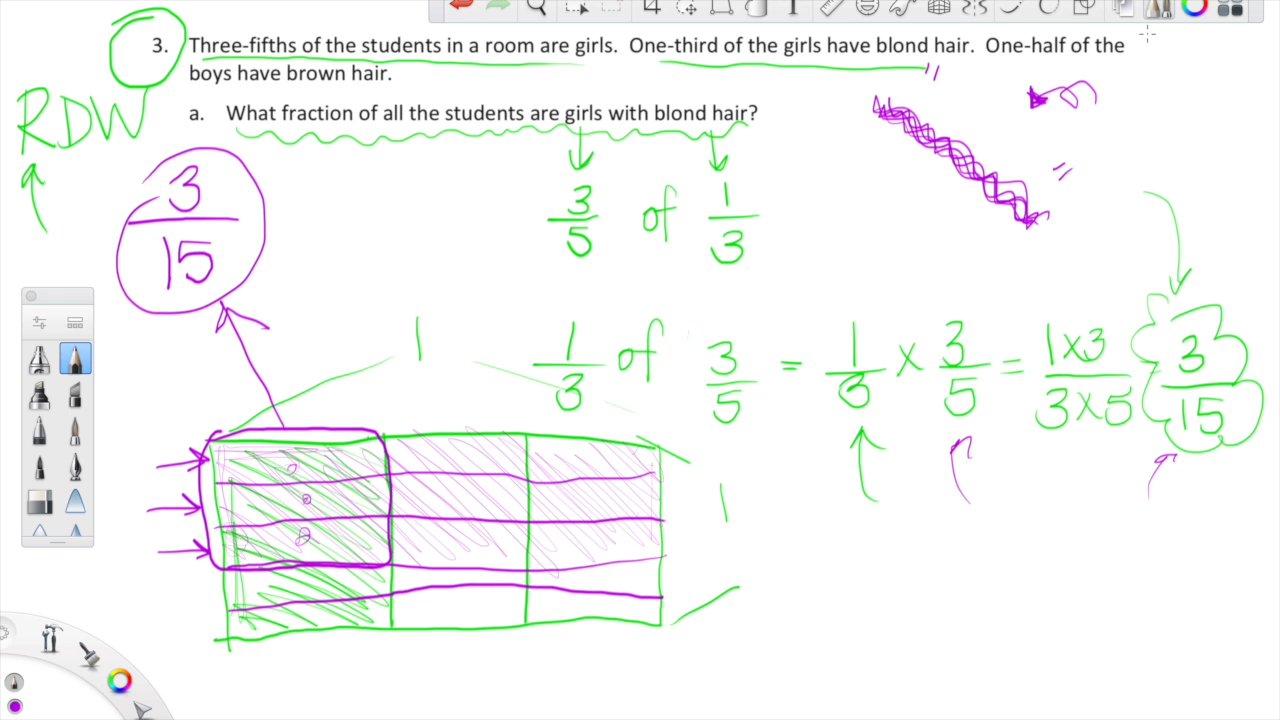 3. Three-fifths of the students in a room are girls. One-third of the girls have blond hair. One-half of the
boys have brown hair.
a. What fraction of all the students are girls with blond hair?
RDW
3/15
3/5 of 1/3
1
1/3 of 3/5 = 1/3 x 3/5 = 1x3/3x5 = 3/15
1